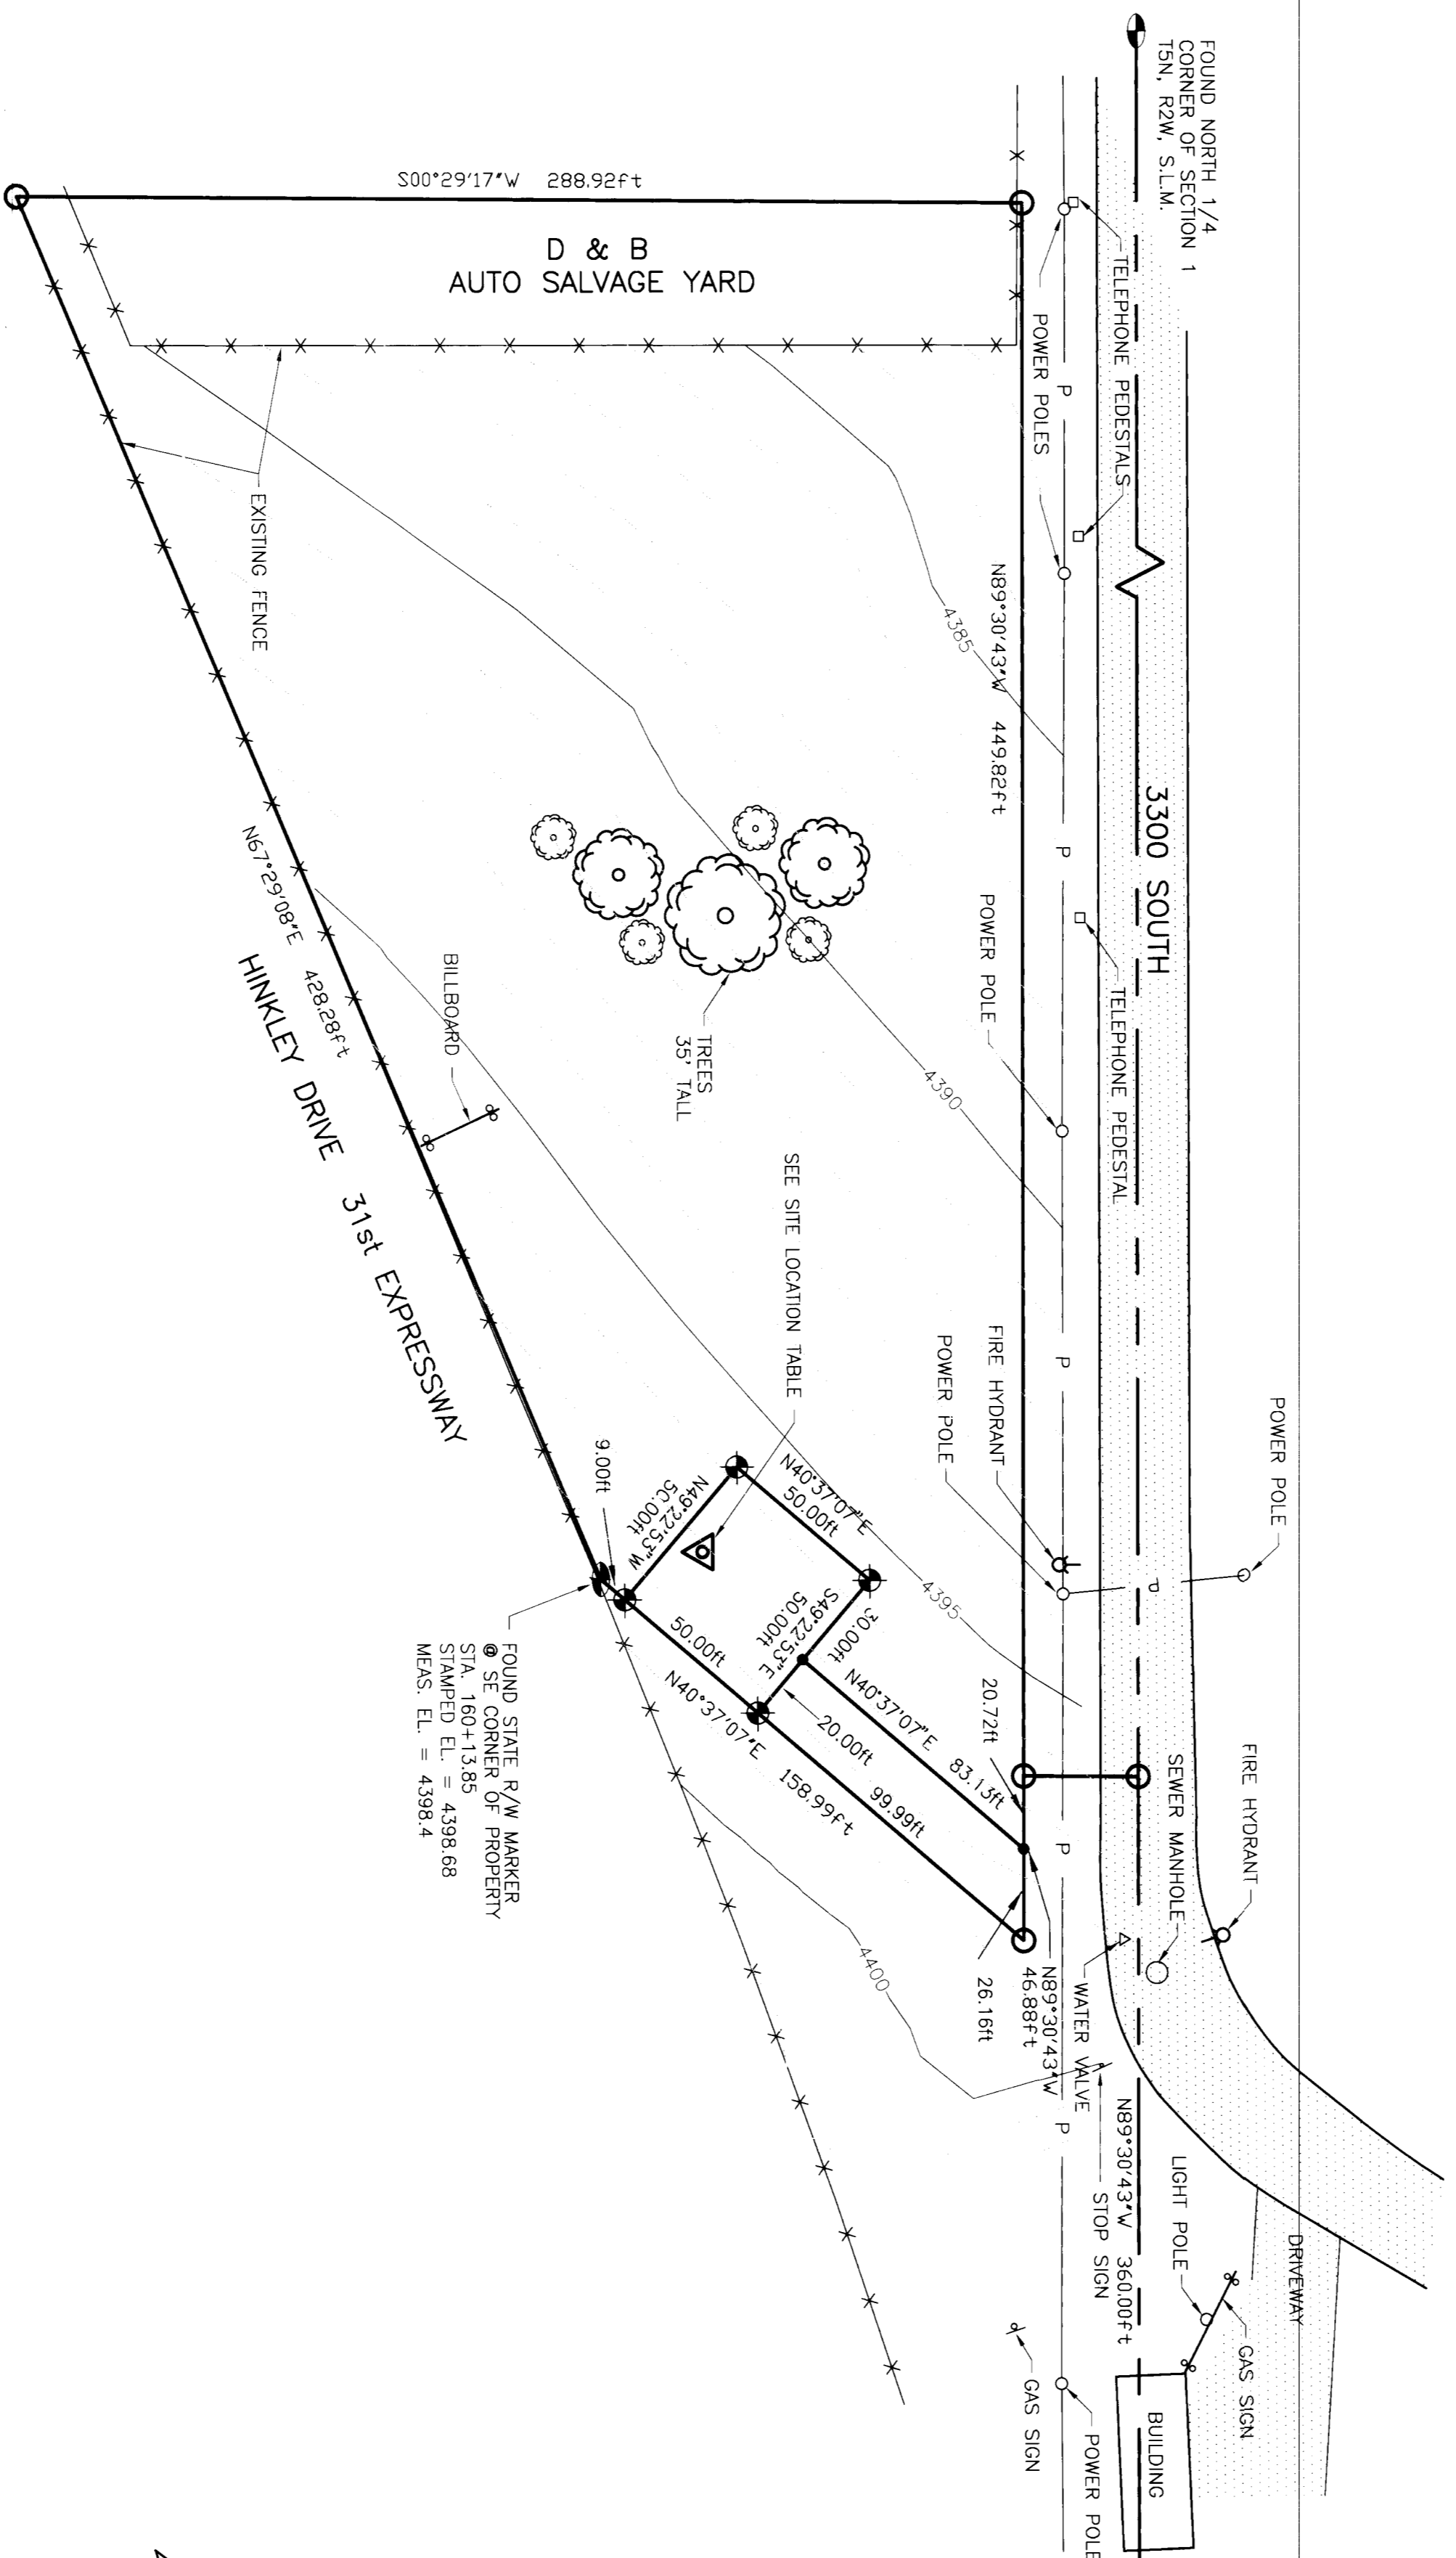 FOUND NORTH 1/4
CORNER OF SECTION 1
T5N, R2W, S.L.M.
TELEPHONE PEDESTALS
POWER POLES
P
S00°29'17"W 288.92ft
D & B
AUTO SALVAGE YARD
EXISTING FENCE
N89°30'43"W 449.82ft
4385
3300 SOUTH
P
POWER POLE
TELEPHONE PEDESTAL
4390
TREES
35' TALL
N67°29'08"E 428.28ft
HINKLEY DRIVE 31st EXPRESSWAY
BILLBOARD
SEE SITE LOCATION TABLE
P
FIRE HYDRANT
POWER POLE
POWER POLE
P
9.00ft
N49°22'53"W
50.00ft
N40°37'07"E
50.00ft
4395
30.00ft
S49°22'53"E
50.00ft
50.00ft
N40°37'07"E 158.99ft
N40°37'07"E 83.13ft
20.00ft
99.99ft
20.72ft
26.16ft
N89°30'43"W
46.88ft
FOUND STATE R/W MARKER
@ SE CORNER OF PROPERTY
STA. 160+13.85
STAMPED EL. = 4398.68
MEAS. EL. = 4398.4
4400
SEWER MANHOLE
FIRE HYDRANT
P
WATER VALVE
P
STOP SIGN
N89°30'43"W 360.00ft
LIGHT POLE
DRIVEWAY
GAS SIGN
GAS SIGN
BUILDING
POWER POLE